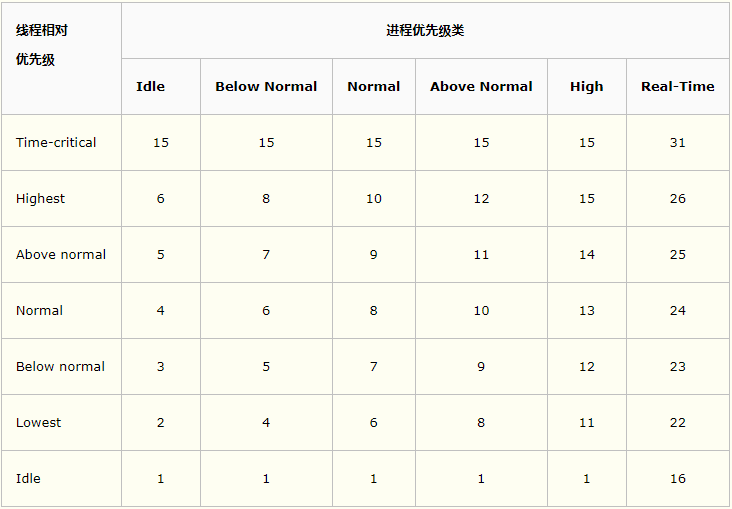 线程相对
优先级
进程优先级类
Idle Below Normal Normal Above Normal High Real-Time
Time-critical 15 15 15 15 15 31
Highest 6 8 10 12 15 26
Above normal 5 7 9 11 14 25
Normal 4 6 8 10 13 24
Below normal 3 5 7 9 12 23
Lowest 2 4 6 8 11 22
Idle 1 1 1 1 1 16